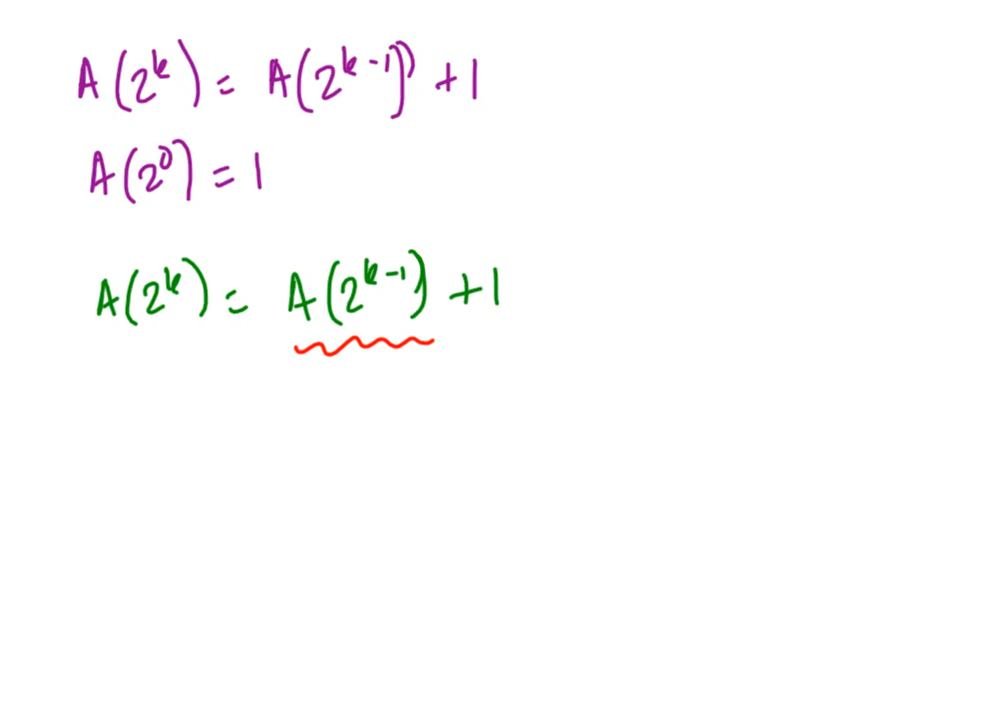 A(2^k) = A(2^{k-1})) + 1
A(2^0) = 1
A(2^k) = A(2^{k-1}) + 1